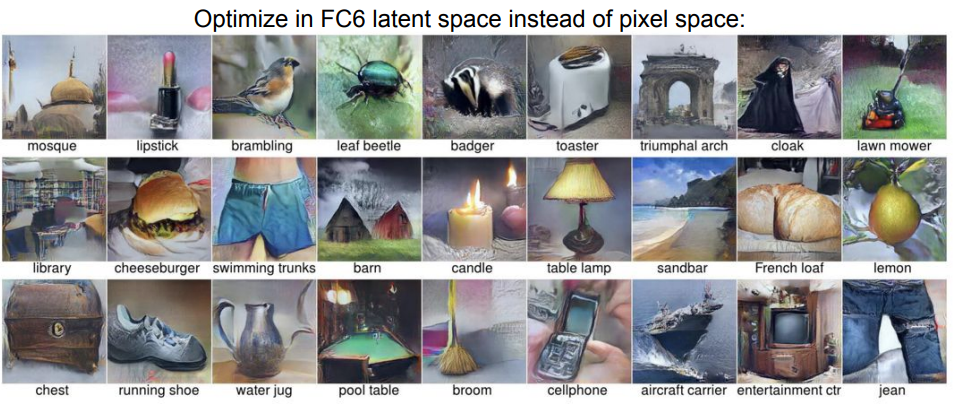 Optimize in FC6 latent space instead of pixel space:
mosque lipstick brambling leaf beetle badger toaster triumphal arch cloak lawn mower
library cheeseburger swimming trunks barn candle table lamp sandbar French loaf lemon
chest running shoe water jug pool table broom cellphone aircraft carrier entertainment ctr jean